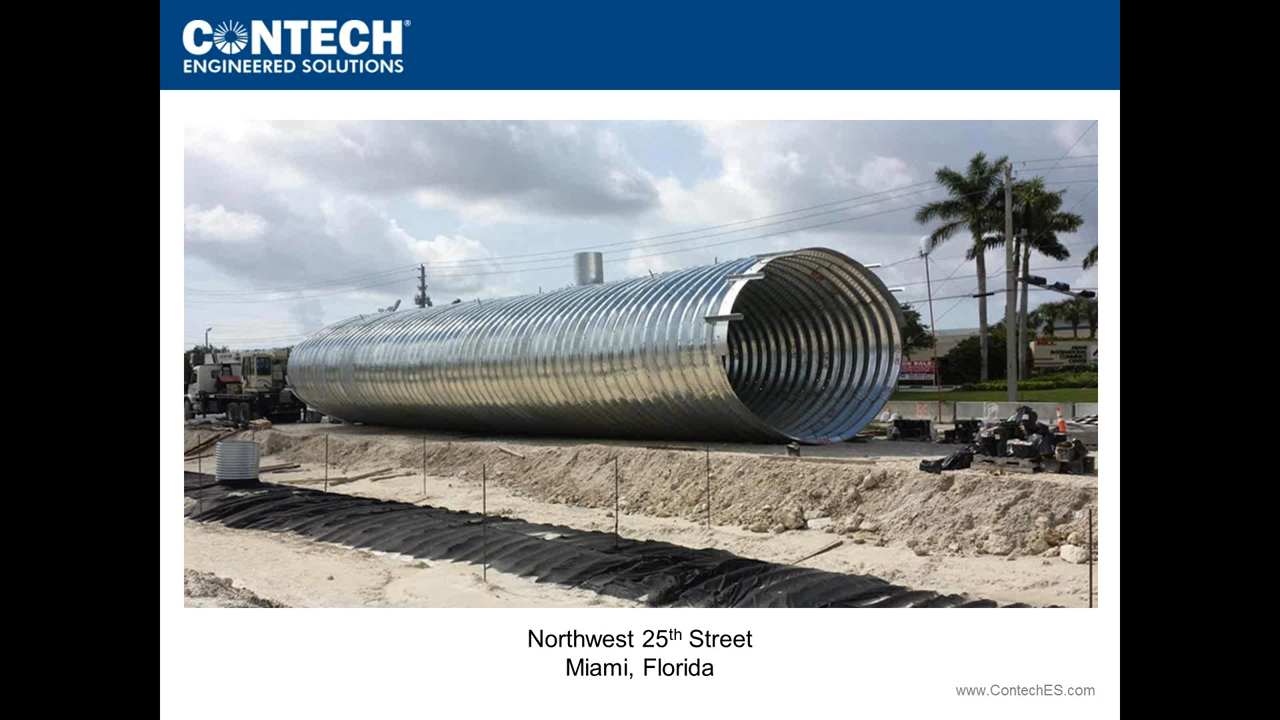 CONTECH®
ENGINEERED SOLUTIONS
Northwest 25th Street
Miami, Florida
www.ContechES.com